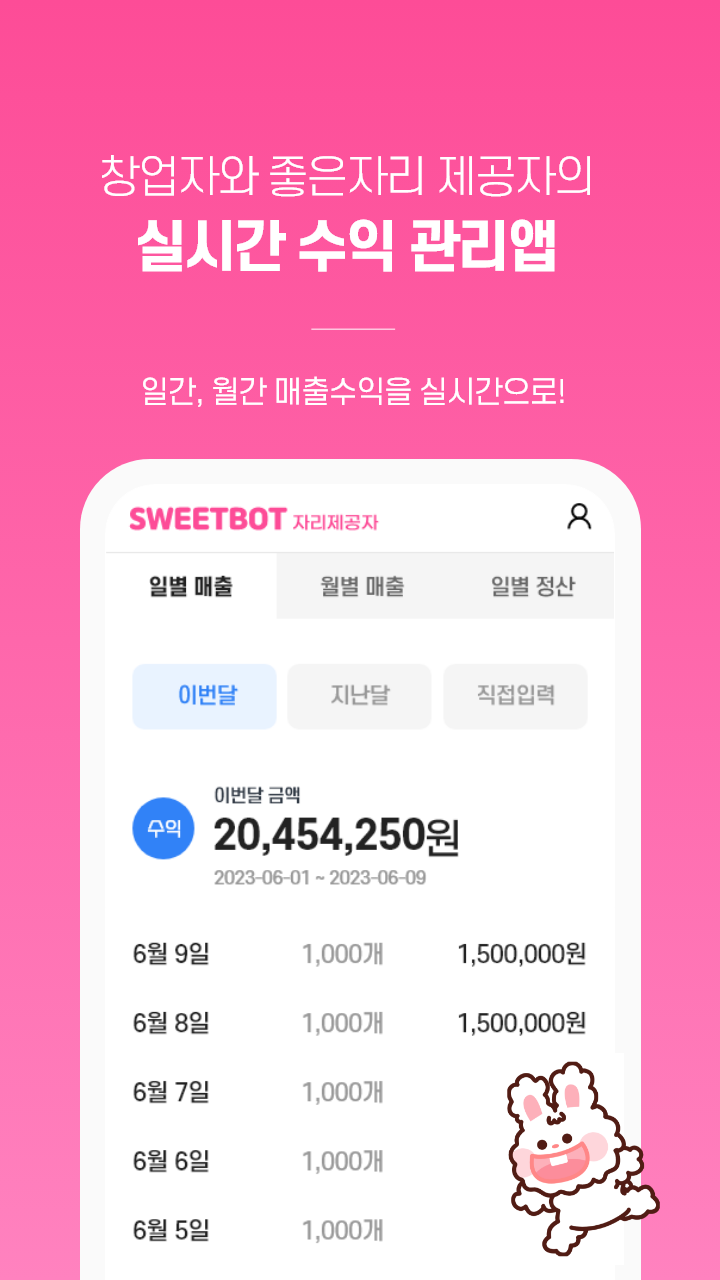 창업자와 좋은자리 제공자의
실시간 수익 관리앱
일간, 월간 매출수익을 실시간으로!
SWEETBOT 자리제공자
일별 매출 월별 매출 일별 정산
이번달 지난달 직접입력
이번달 금액
수익 20,454,250원
2023-06-01 ~ 2023-06-09
6월 9일 1,000개 1,500,000원
6월 8일 1,000개 1,500,000원
6월 7일 1,000개
6월 6일 1,000개
6월 5일 1,000개